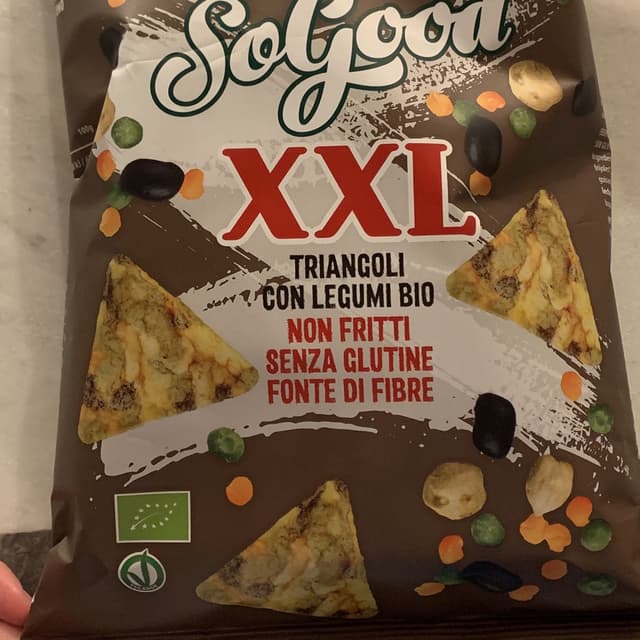 SoGood
XXL
TRIANGOLI
CON LEGUMI BIO
NON FRITTI
SENZA GLUTINE
FONTE DI FIBRE